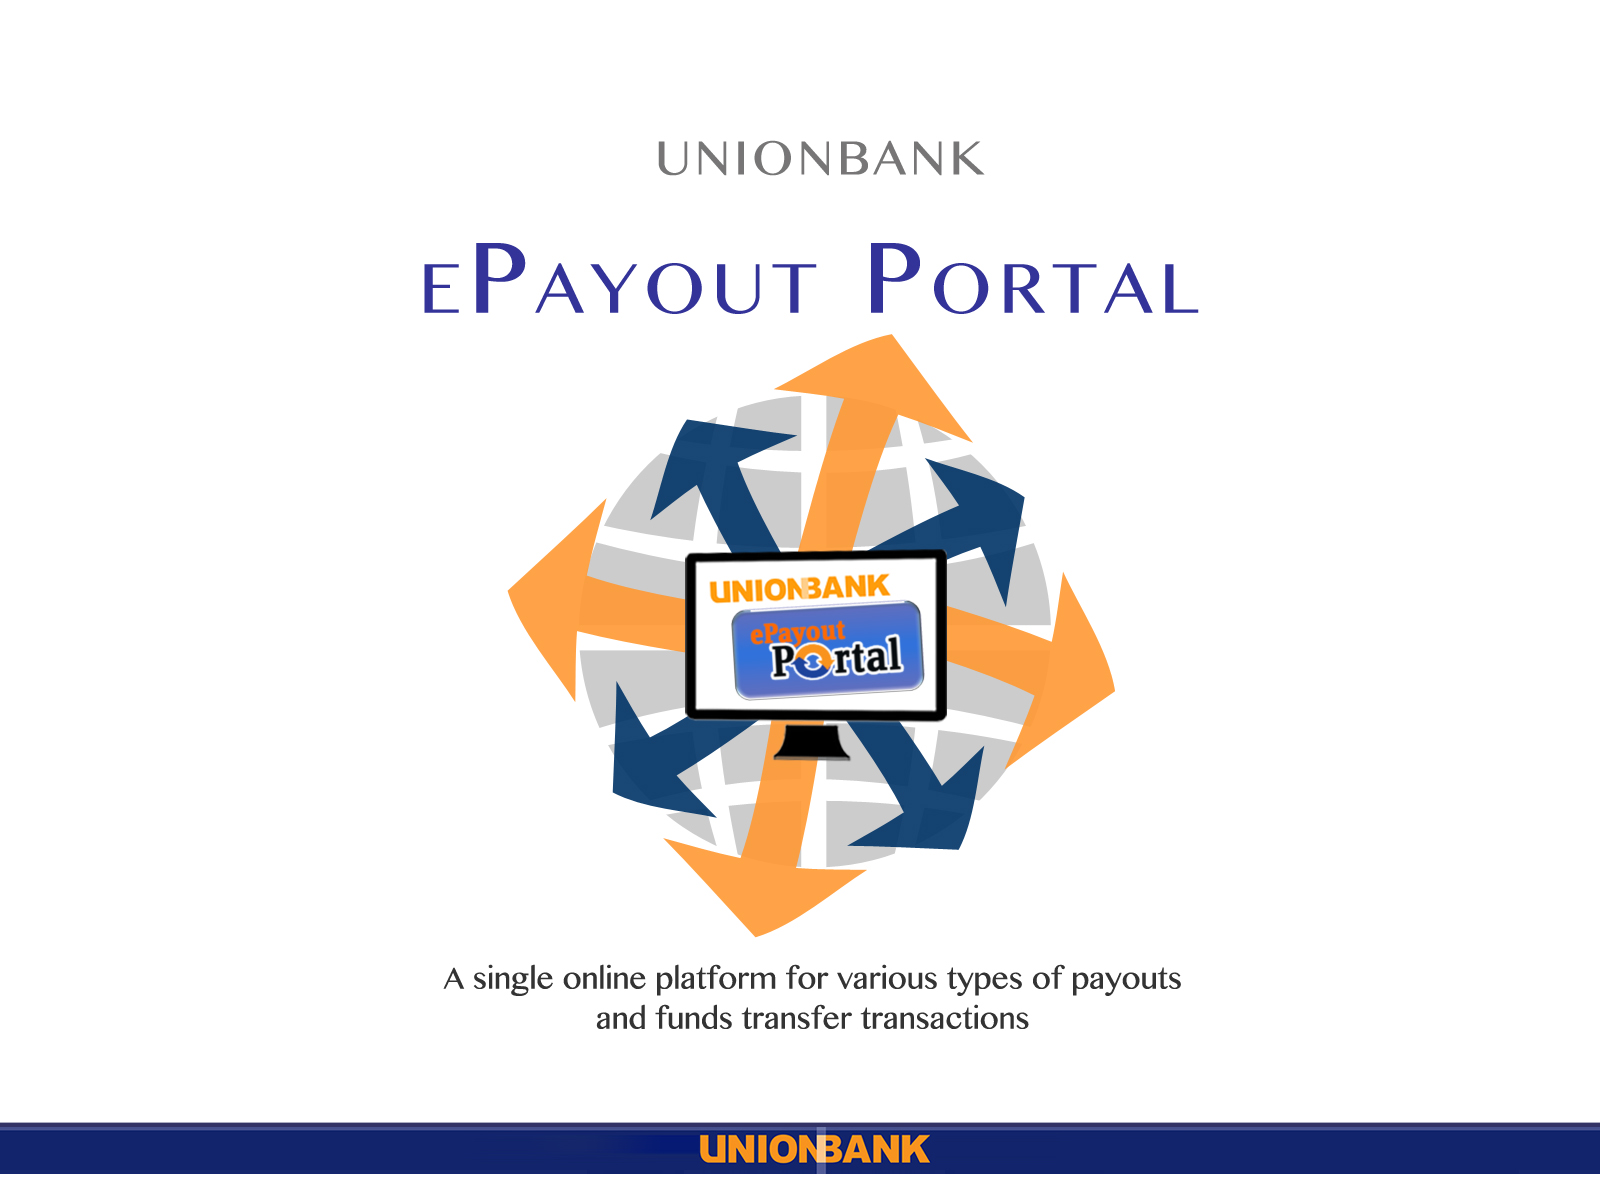 UNIONBANK
ePAYOUT PORTAL
UNIONBANK
ePayout
Portal
A single online platform for various types of payouts
and funds transfer transactions
UNIONBANK